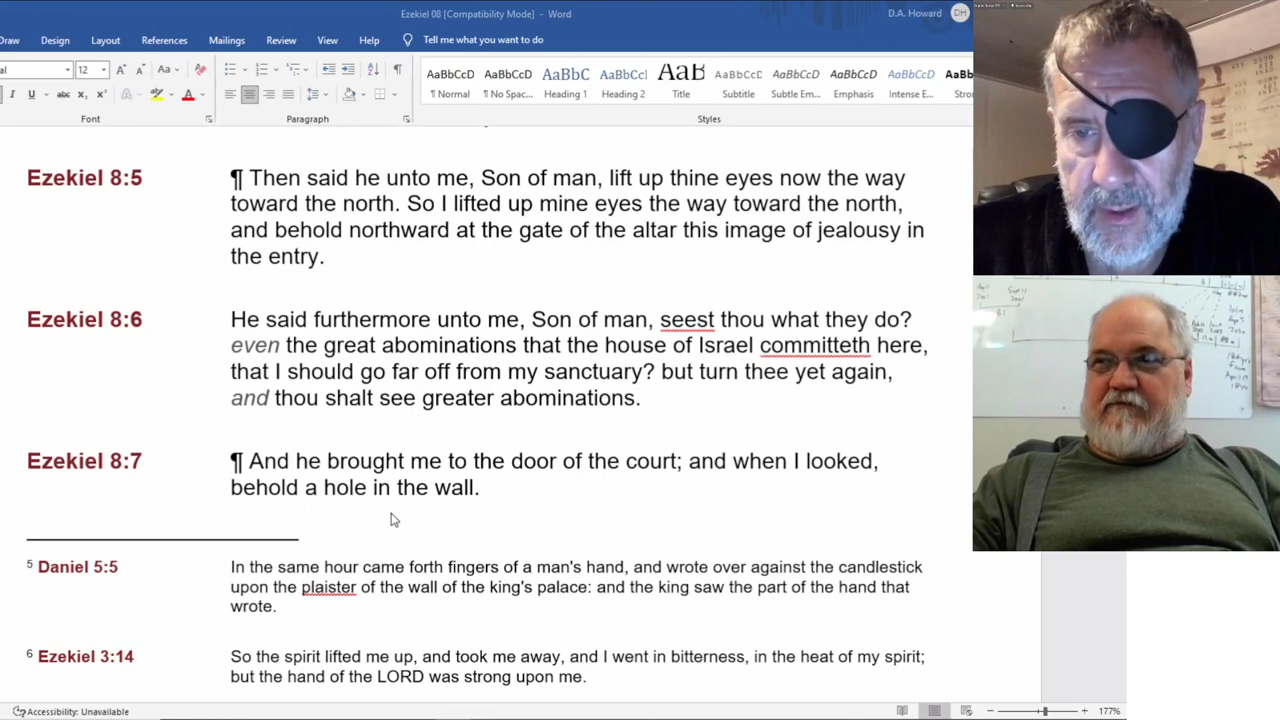 Ezekiel 08 [Compatibility Mode] - Word
D.A. Howard DH
Draw Design Layout References Mailings Review View Help Tell me what you want to do
12
AaBbCcD AaBbCcD AaBbC AaBbCcI AaB AaBbCcD AaBbCcD AaBbCcD AaBbCcD AaBb
¶ Normal ¶ No Spac... Heading 1 Heading 2 Title Subtitle Subtle Em... Emphasis Intense E... Stro
Font Paragraph Styles
Ezekiel 8:5 ¶ Then said he unto me, Son of man, lift up thine eyes now the way
toward the north. So I lifted up mine eyes the way toward the north,
and behold northward at the gate of the altar this image of jealousy in
the entry.
Ezekiel 8:6 He said furthermore unto me, Son of man, seest thou what they do?
even the great abominations that the house of Israel committeth here,
that I should go far off from my sanctuary? but turn thee yet again,
and thou shalt see greater abominations.
Ezekiel 8:7 ¶ And he brought me to the door of the court; and when I looked,
behold a hole in the wall.
5 Daniel 5:5 In the same hour came forth fingers of a man's hand, and wrote over against the candlestick
upon the plaister of the wall of the king's palace: and the king saw the part of the hand that
wrote.
6 Ezekiel 3:14 So the spirit lifted me up, and took me away, and I went in bitterness, in the heat of my spirit;
but the hand of the LORD was strong upon me.
Accessibility: Unavailable
177%